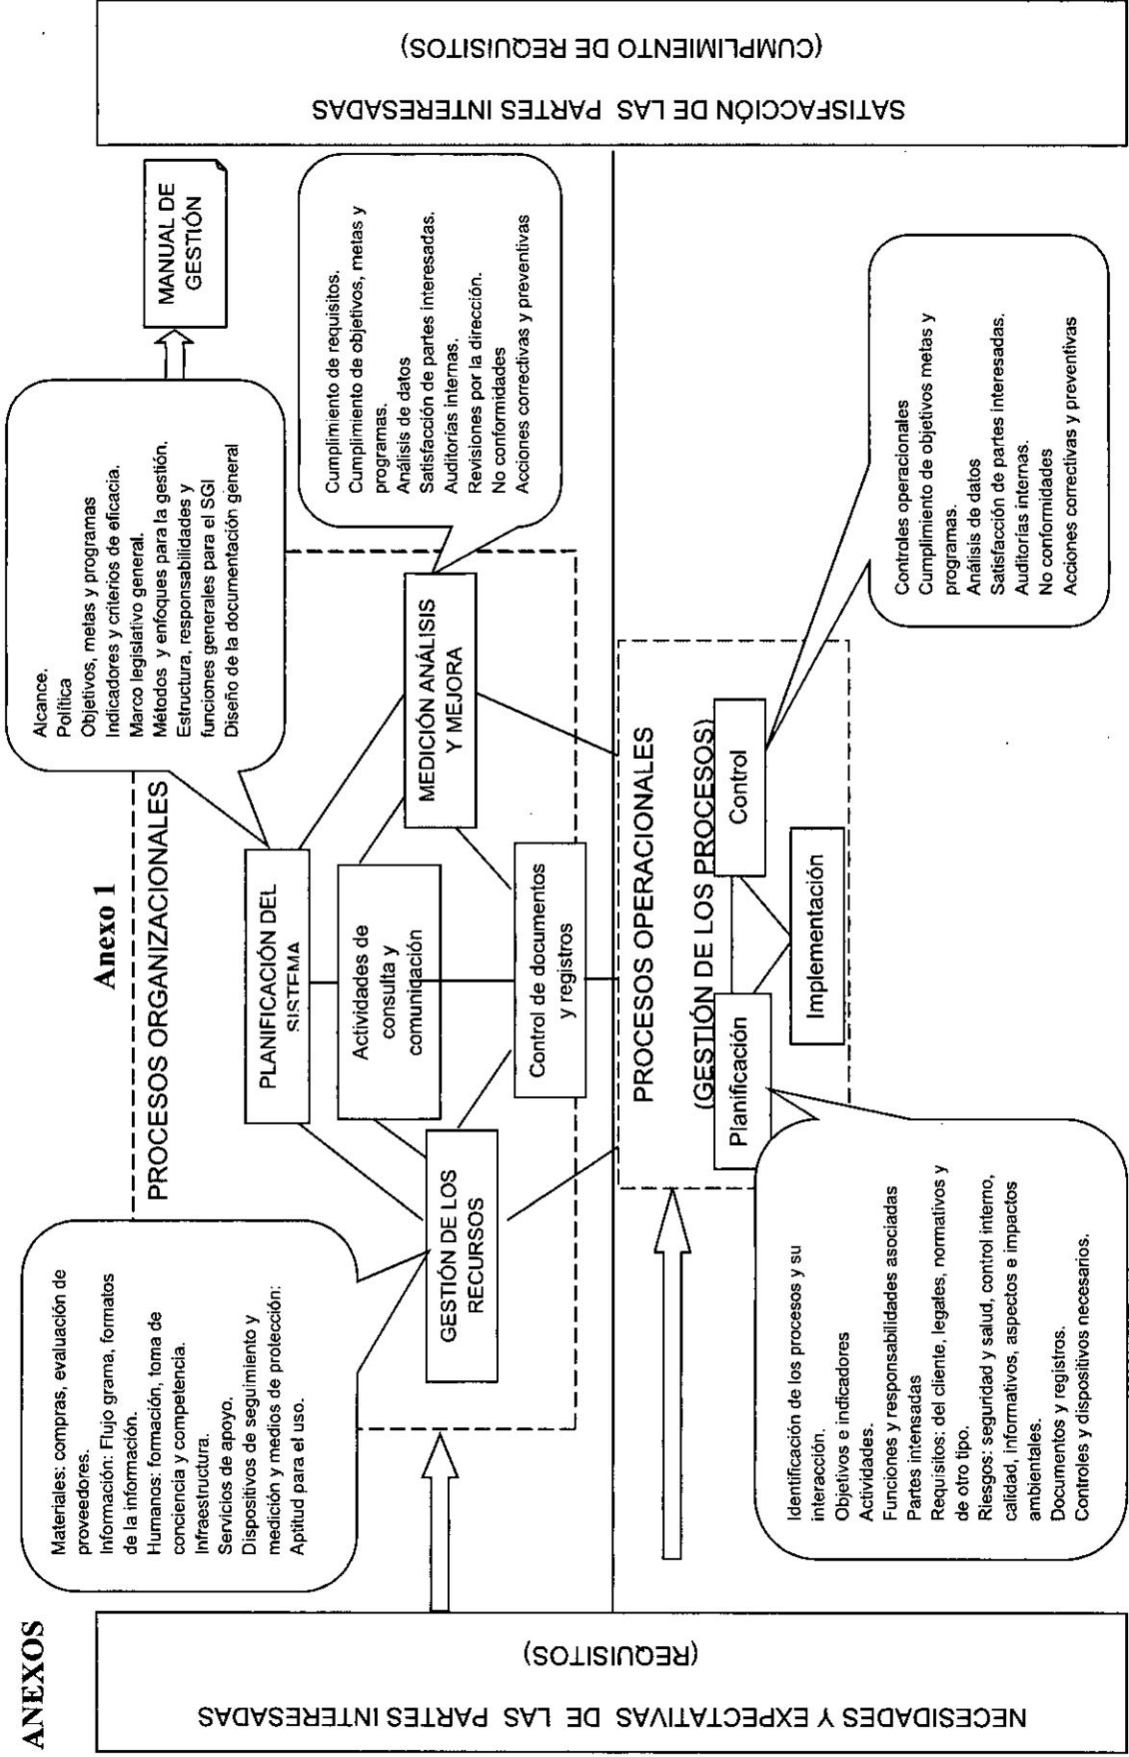 ANEXOS
Anexo 1
NECESIDADES Y EXPECTATIVAS DE LAS PARTES INTERESADAS
(REQUISITOS)
Materiales: compras, evaluación de
proveedores.
Información: Flujo grama, formatos
de la información.
Humanos: formación, toma de
conciencia y competencia.
Infraestructura.
Servicios de apoyo.
Dispositivos de seguimiento y
medición y medios de protección:
Aptitud para el uso.
PROCESOS ORGANIZACIONALES
Alcance.
Política
Objetivos, metas y programas
Indicadores y criterios de eficacia.
Marco legislativo general.
Métodos y enfoques para la gestión.
Estructura, responsabilidades y
funciones generales para el SGI
Diseño de la documentación general
MANUAL DE
GESTIÓN
PLANIFICACIÓN DEL
SISTEMA
Actividades de
consulta y
comunicación
GESTIÓN DE LOS
RECURSOS
MEDICIÓN ANÁLISIS
Y MEJORA
Control de documentos
y registros
Cumplimiento de requisitos.
Cumplimiento de objetivos, metas y
programas.
Análisis de datos
Satisfacción de partes interesadas.
Auditorías internas.
Revisiones por la dirección.
No conformidades
Acciones correctivas y preventivas
PROCESOS OPERACIONALES
(GESTIÓN DE LOS PROCESOS)
Planificación
Control
Implementación
Identificación de los procesos y su
interacción.
Objetivos e indicadores
Actividades.
Funciones y responsabilidades asociadas
Partes intensadas
Requisitos: del cliente, legales, normativos y
de otro tipo.
Riesgos: seguridad y salud, control interno,
calidad, informativos, aspectos e impactos
ambientales.
Documentos y registros.
Controles y dispositivos necesarios.
Controles operacionales
Cumplimiento de objetivos metas y
programas.
Análisis de datos
Satisfacción de partes interesadas.
Auditorías internas.
No conformidades
Acciones correctivas y preventivas
SATISFACCIÓN DE LAS PARTES INTERESADAS
(CUMPLIMIENTO DE REQUISITOS)